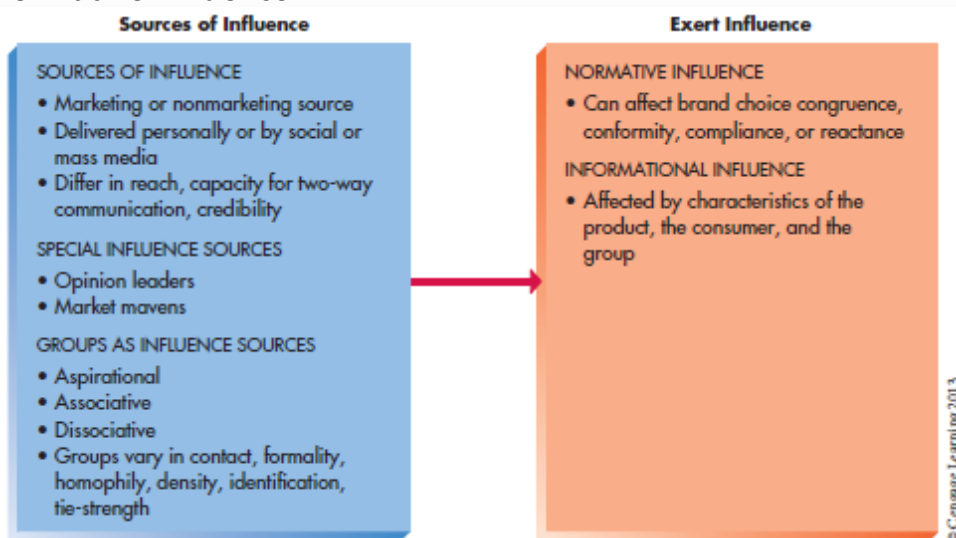 Sources of Influence
SOURCES OF INFLUENCE
• Marketing or nonmarketing source
• Delivered personally or by social or
mass media
• Differ in reach, capacity for two-way
communication, credibility
SPECIAL INFLUENCE SOURCES
• Opinion leaders
• Market mavens
GROUPS AS INFLUENCE SOURCES
• Aspirational
• Associative
• Dissociative
• Groups vary in contact, formality,
homophily, density, identification,
tie-strength
Exert Influence
NORMATIVE INFLUENCE
• Can affect brand choice congruence,
conformity, compliance, or reactance
INFORMATIONAL INFLUENCE
• Affected by characteristics of the
product, the consumer, and the
group
© Cengage Learning 2013